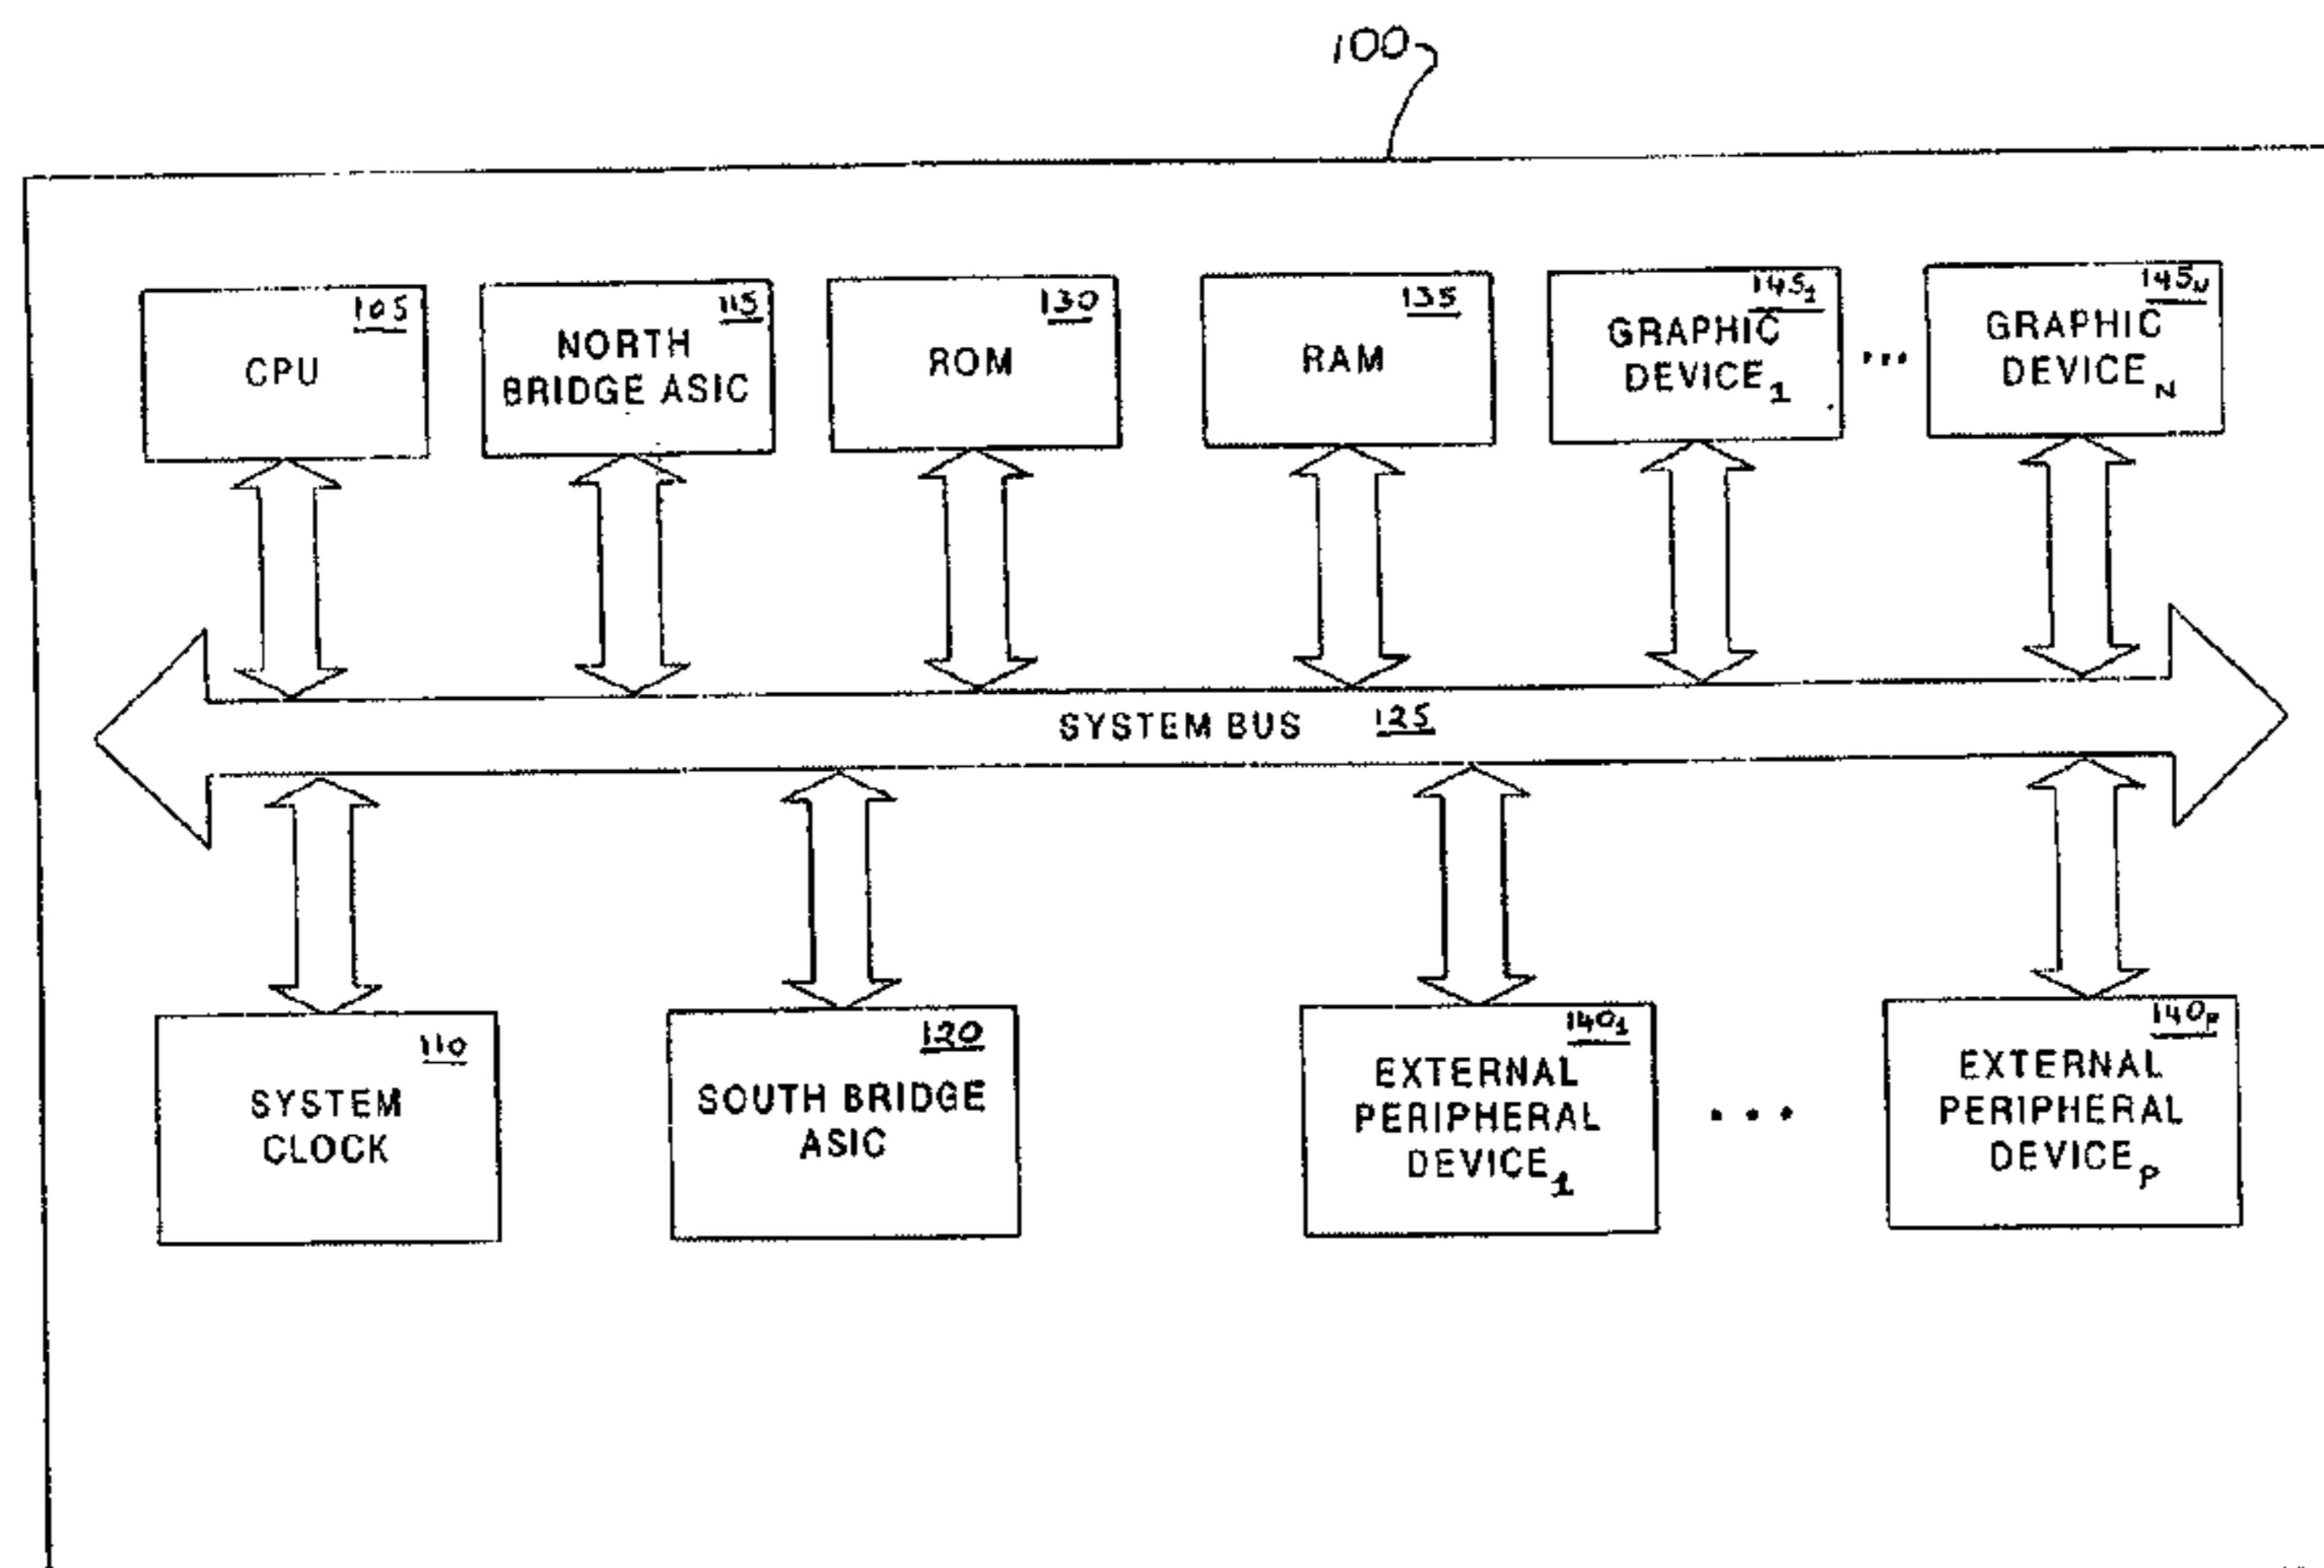 100
105
CPU
115
NORTH
BRIDGE ASIC
130
ROM
135
RAM
145₁
GRAPHIC
DEVICE₁
...
145ₙ
GRAPHIC
DEVICEₙ
SYSTEM BUS 125
110
SYSTEM
CLOCK
120
SOUTH BRIDGE
ASIC
140₁
EXTERNAL
PERIPHERAL
DEVICE₁
...
140ₚ
EXTERNAL
PERIPHERAL
DEVICEₚ